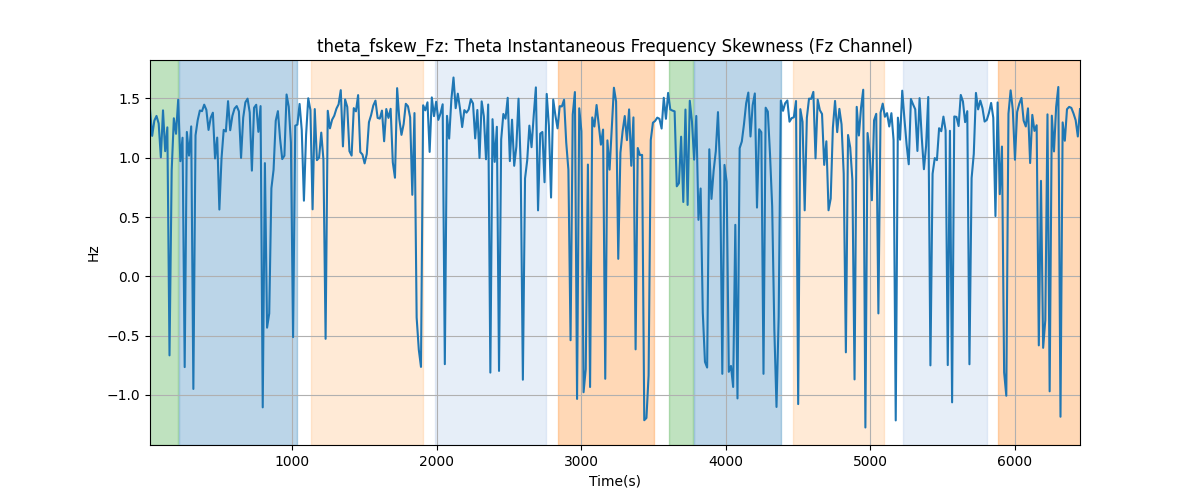 theta_fskew_Fz: Theta Instantaneous Frequency Skewness (Fz Channel)
1.5
1.0
0.5
0.0
−0.5
−1.0
Hz
1000 2000 3000 4000 5000 6000
Time(s)